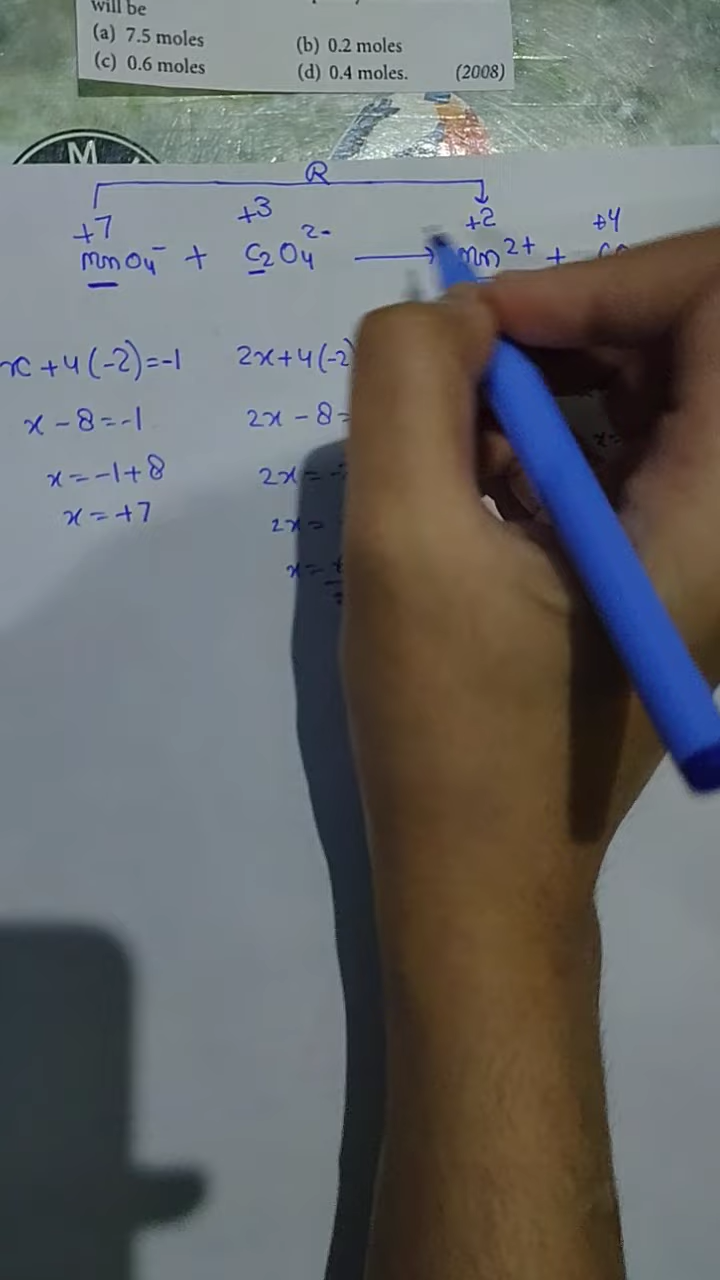 will be
(a) 7.5 moles (b) 0.2 moles
(c) 0.6 moles (d) 0.4 moles. (2008)
M
R
+7 +3 +2 +4
MnO₄⁻ + C₂O₄²⁻ → Mn²⁺ +
x+4(-2)=-1 2x+4(-2)
x-8=-1 2x-8=
x=-1+8 2x=
x=+7 2x=
x=